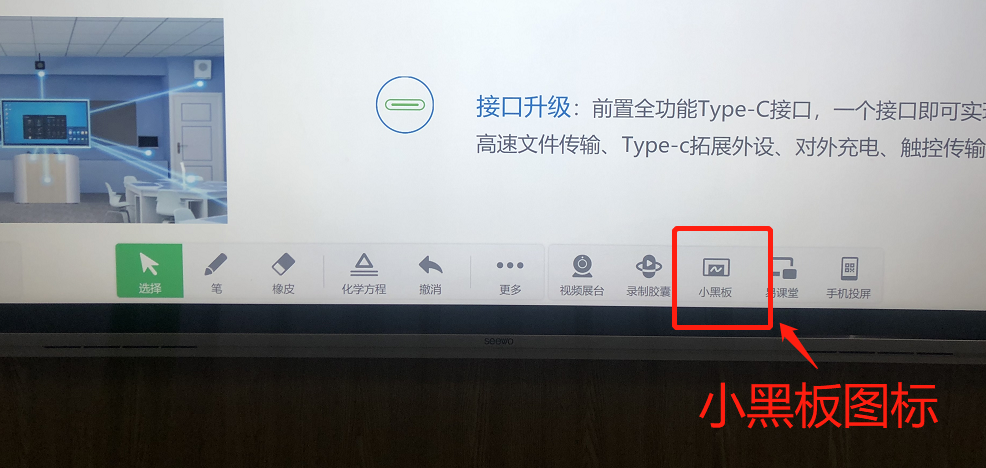 接口升级：前置全功能Type-C接口，一个接口即可实现
高速文件传输、Type-c拓展外设、对外充电、触控传输
选择 笔 橡皮 化学方程 撤消 更多 视频展台 录制胶囊 小黑板 易课堂 手机投屏
seewo
小黑板图标